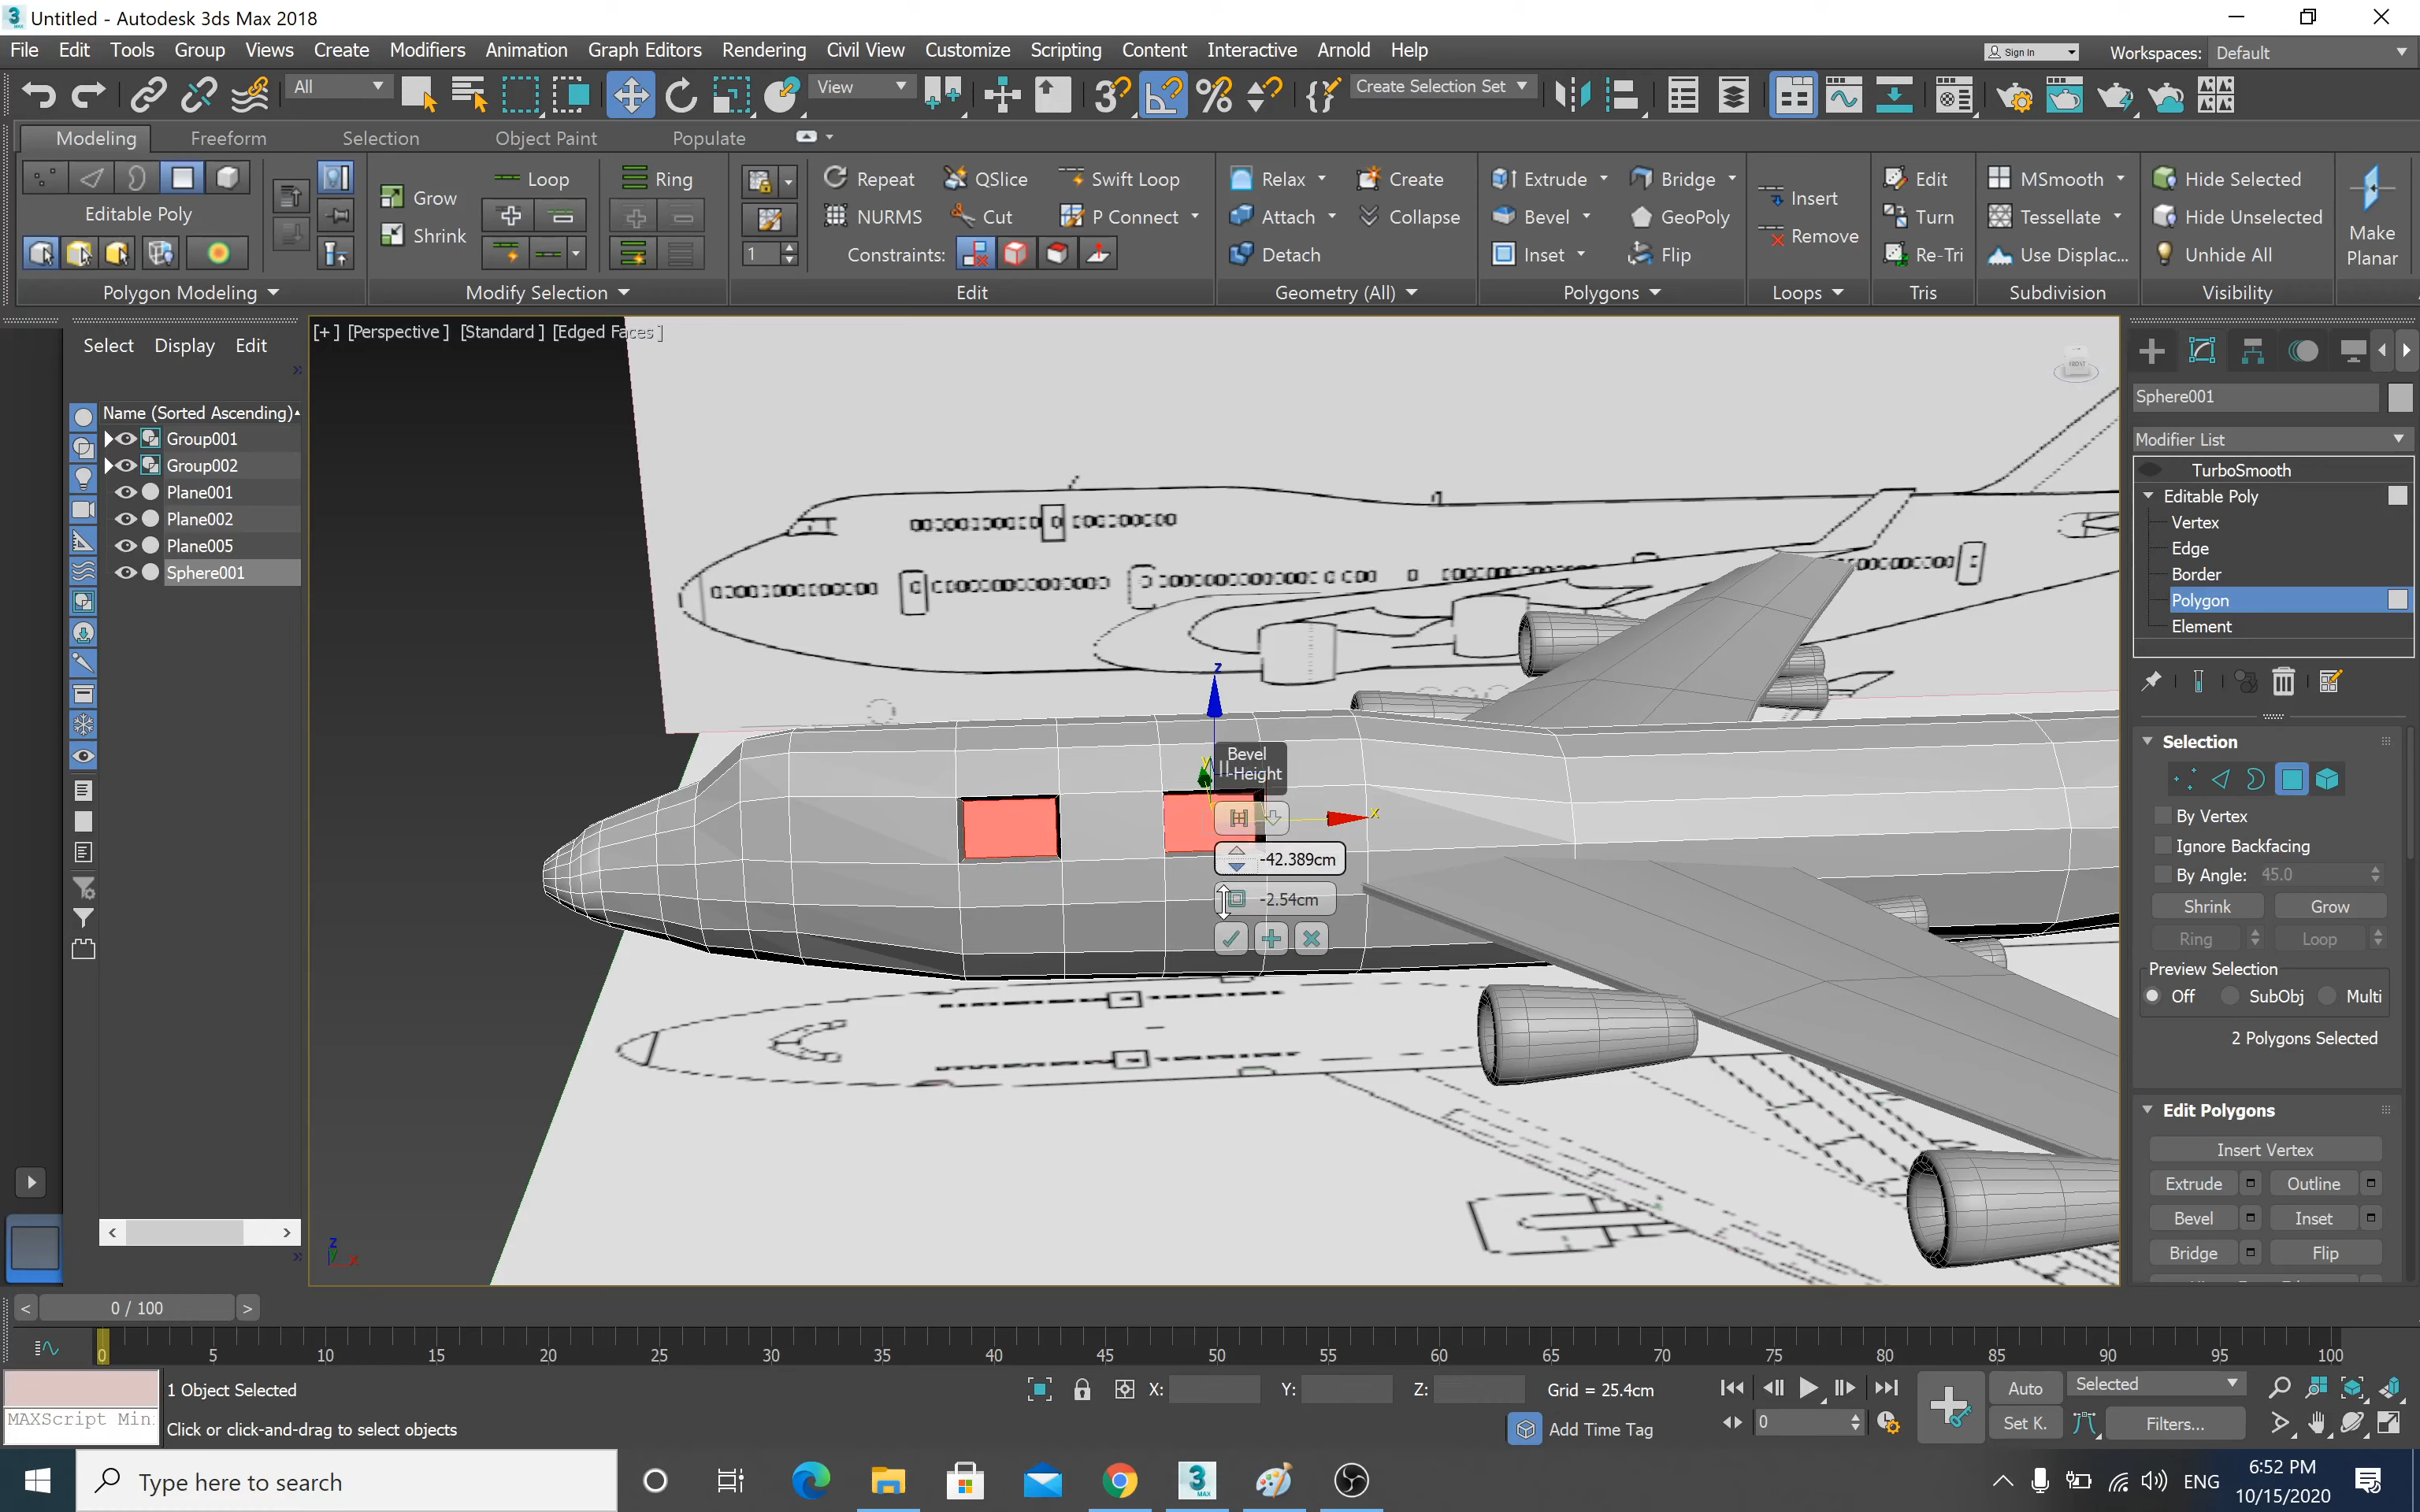 Untitled - Autodesk 3ds Max 2018
File Edit Tools Group Views Create Modifiers Animation Graph Editors Rendering Civil View Customize Scripting Content Interactive Arnold Help
Sign In
Workspaces: Default
All
View
Create Selection Set
Modeling Freeform Selection Object Paint Populate
Editable Poly
Polygon Modeling
Grow
Shrink
Loop
Ring
Modify Selection
1
Repeat QSlice Swift Loop
NURMS Cut P Connect
Constraints:
Edit
Relax Create
Attach Collapse
Detach
Geometry (All)
Extrude Bridge
Bevel GeoPoly
Inset Flip
Polygons
Insert
Remove
Loops
Edit
Turn
Re-Tri
Tris
MSmooth
Tessellate
Use Displac...
Subdivision
Hide Selected
Hide Unselected
Unhide All
Visibility
Make
Planar
Select Display Edit
Name (Sorted Ascending)
Group001
Group002
Plane001
Plane002
Plane005
Sphere001
[+] [Perspective] [Standard] [Edged Faces]
FRONT
z
y
x
Bevel
Height
-42.389cm
-2.54cm
z
y
x
Sphere001
Modifier List
TurboSmooth
Editable Poly
Vertex
Edge
Border
Polygon
Element
Selection
By Vertex
Ignore Backfacing
By Angle: 45.0
Shrink Grow
Ring Loop
Preview Selection
Off SubObj Multi
2 Polygons Selected
Edit Polygons
Insert Vertex
Extrude Outline
Bevel Inset
Bridge Flip
< 0 / 100 >
0 5 10 15 20 25 30 35 40 45 50 55 60 65 70 75 80 85 90 95 100
1 Object Selected
MAXScript Min
Click or click-and-drag to select objects
X: Y: Z: Grid = 25.4cm
Add Time Tag
0
Auto
Selected
Set K.
Filters...
Type here to search
ENG
6:52 PM
10/15/2020